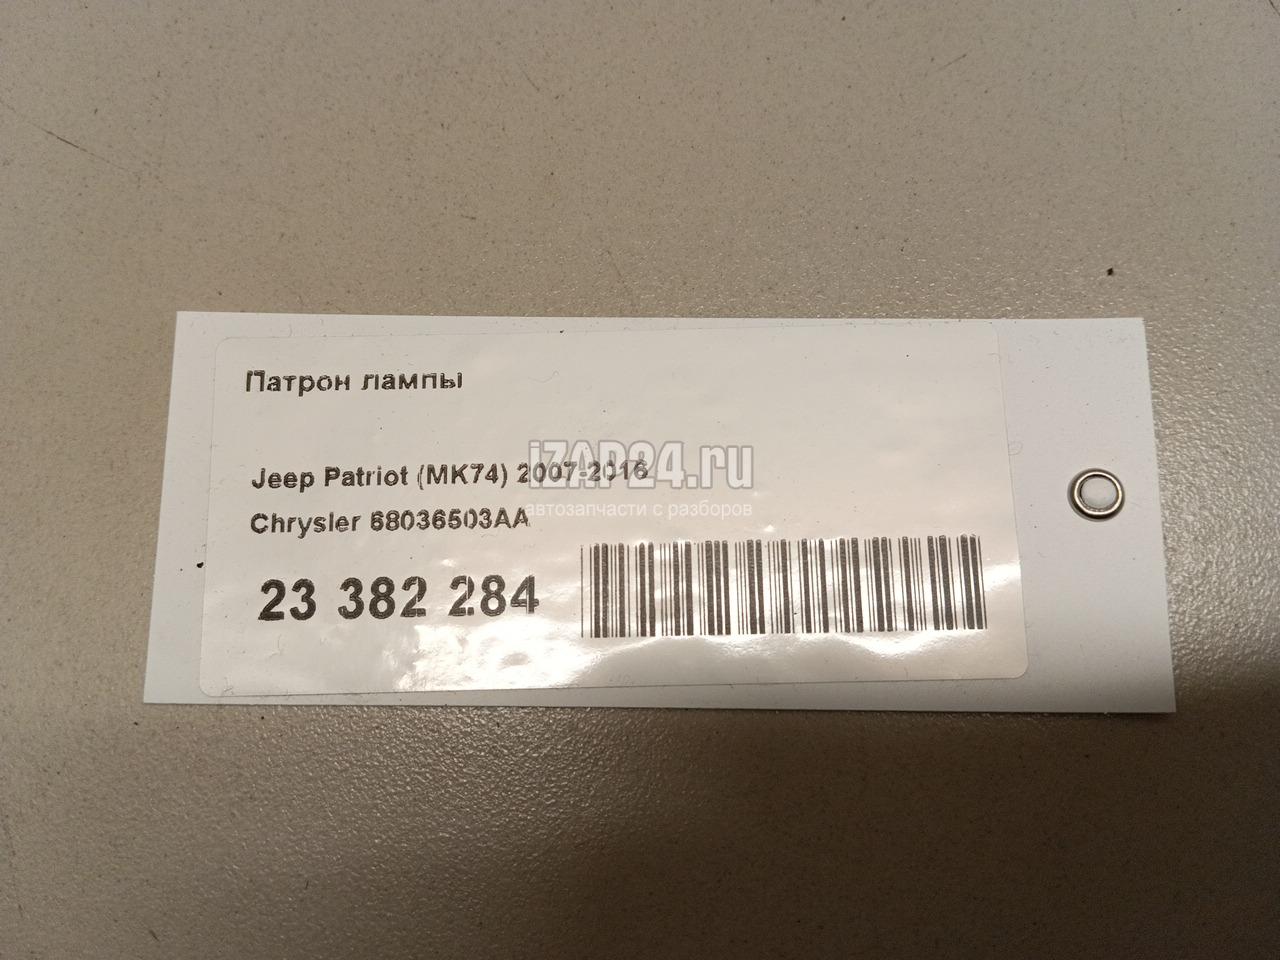 Патрон лампы
Jeep Patriot (MK74) 2007-2016
iZAP24.ru
автозапчасти с разборов
Chrysler 68036503AA
23 382 284